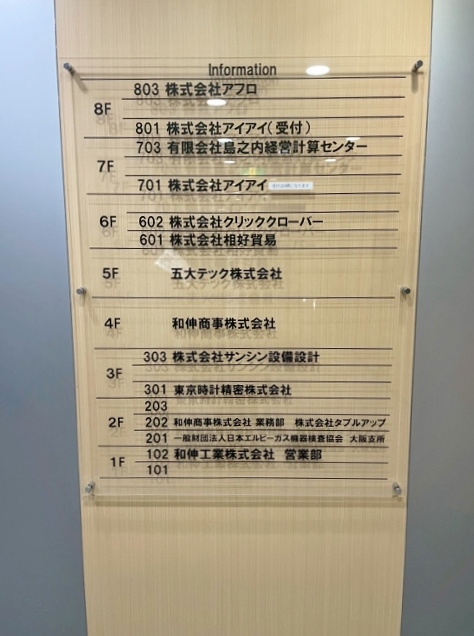 Information
8F
803 株式会社アフロ
801 株式会社アイアイ(受付)
7F
703 有限会社島之内経営計算センター
701 株式会社アイアイ
6F
602 株式会社クリッククローバー
601 株式会社相好貿易
5F 五大テック株式会社
4F 和伸商事株式会社
3F
303 株式会社サンシン設備設計
301 東京時計精密株式会社
2F
203
202 和伸商事株式会社 業務部 株式会社タブルアップ
201 一般財団法人日本エルピーガス機器検査協会 大阪支所
1F
102 和伸工業株式会社 営業部
101